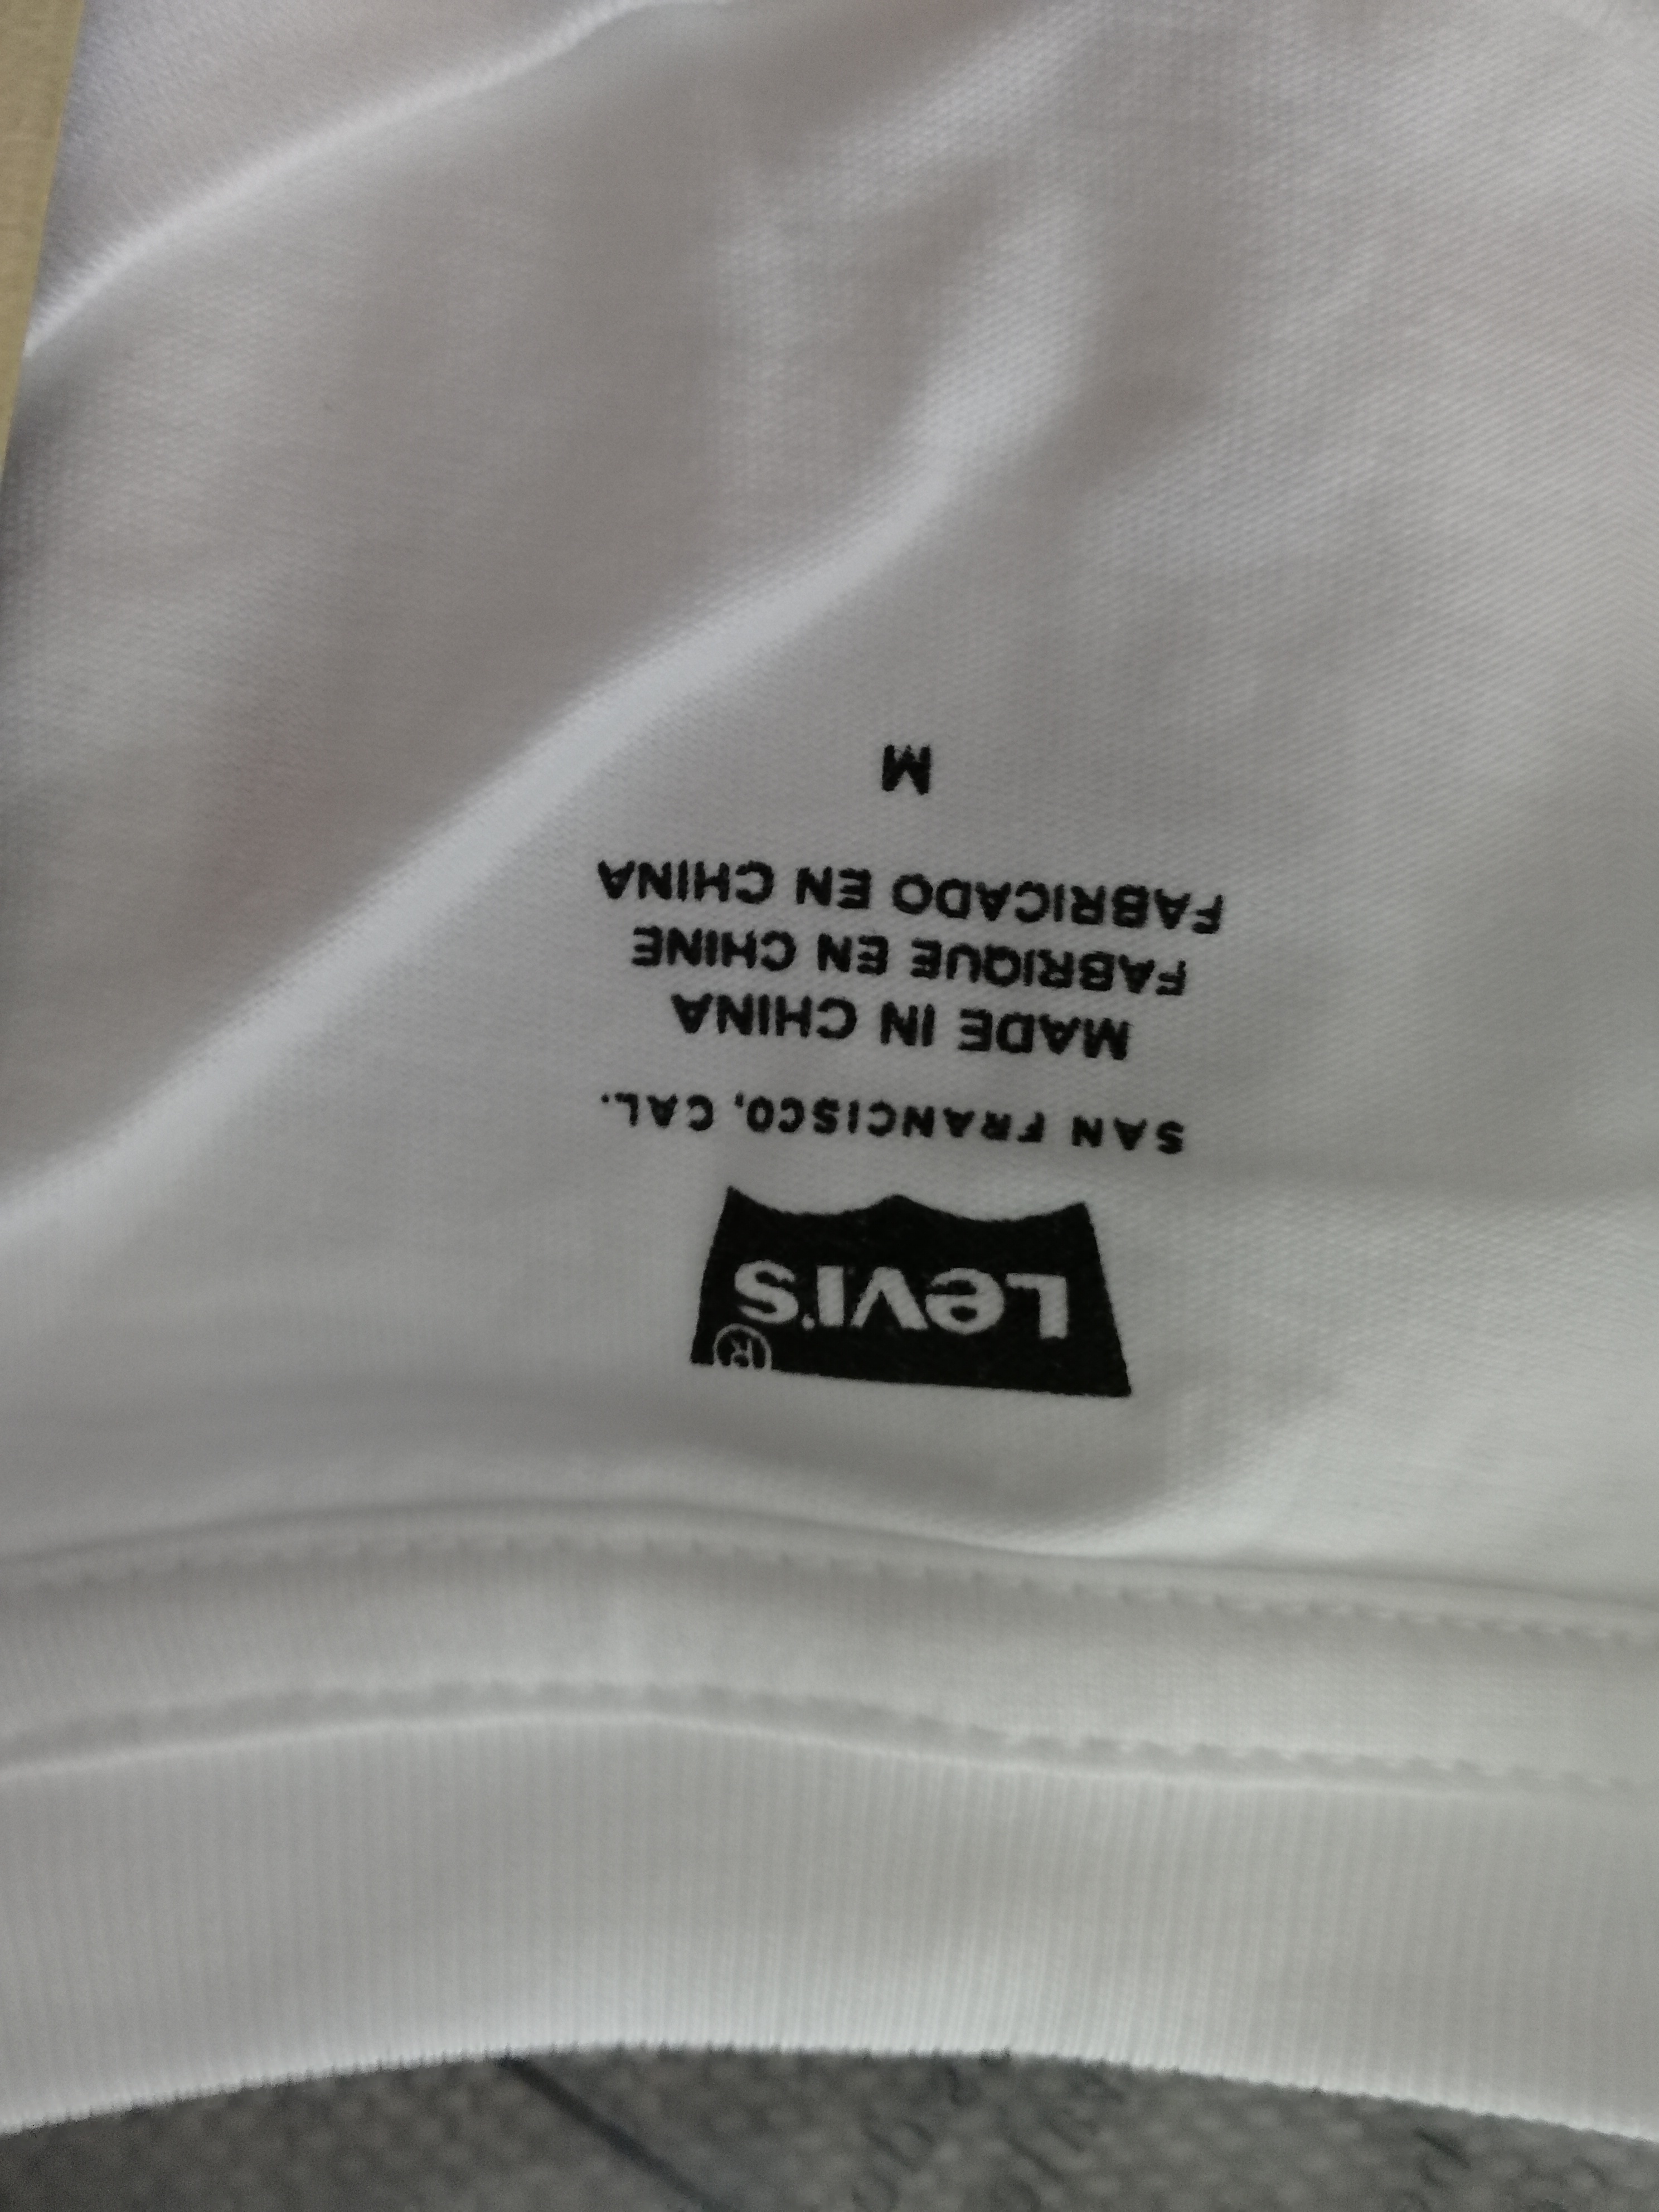 Levi's®
SAN FRANCISCO, CAL.
MADE IN CHINA
FABRIQUE EN CHINE
FABRICADO EN CHINA
M